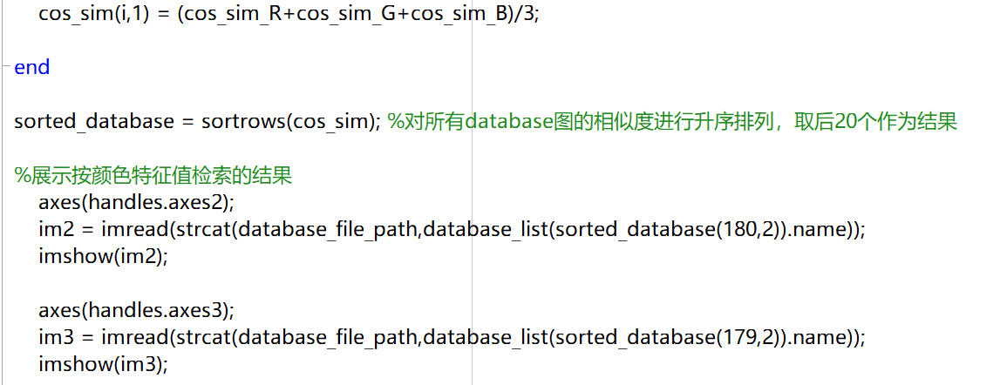 cos_sim(i,1) = (cos_sim_R+cos_sim_G+cos_sim_B)/3;
end
sorted_database = sortrows(cos_sim); %对所有database图的相似度进行升序排列，取后20个作为结果
%展示按颜色特征值检索的结果
axes(handles.axes2);
im2 = imread(strcat(database_file_path,database_list(sorted_database(180,2)).name));
imshow(im2);
axes(handles.axes3);
im3 = imread(strcat(database_file_path,database_list(sorted_database(179,2)).name));
imshow(im3);